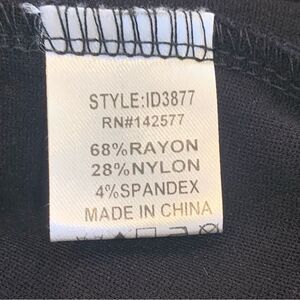 STYLE:ID3877
RN#142577
68%RAYON
28%NYLON
4%SPANDEX
MADE IN CHINA